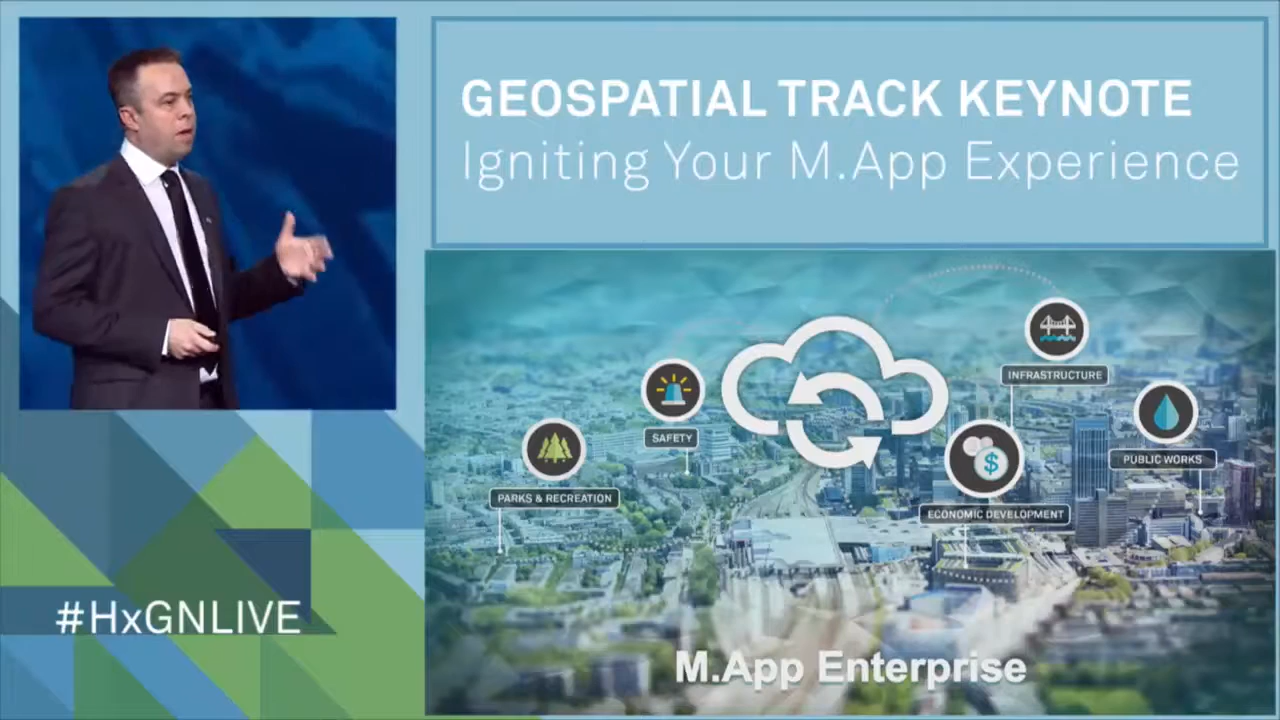 GEOSPATIAL TRACK KEYNOTE
Igniting Your M.App Experience
INFRASTRUCTURE
SAFETY
PUBLIC WORKS
PARKS & RECREATION
$
ECONOMIC DEVELOPMENT
#HxGNLIVE
M.App Enterprise